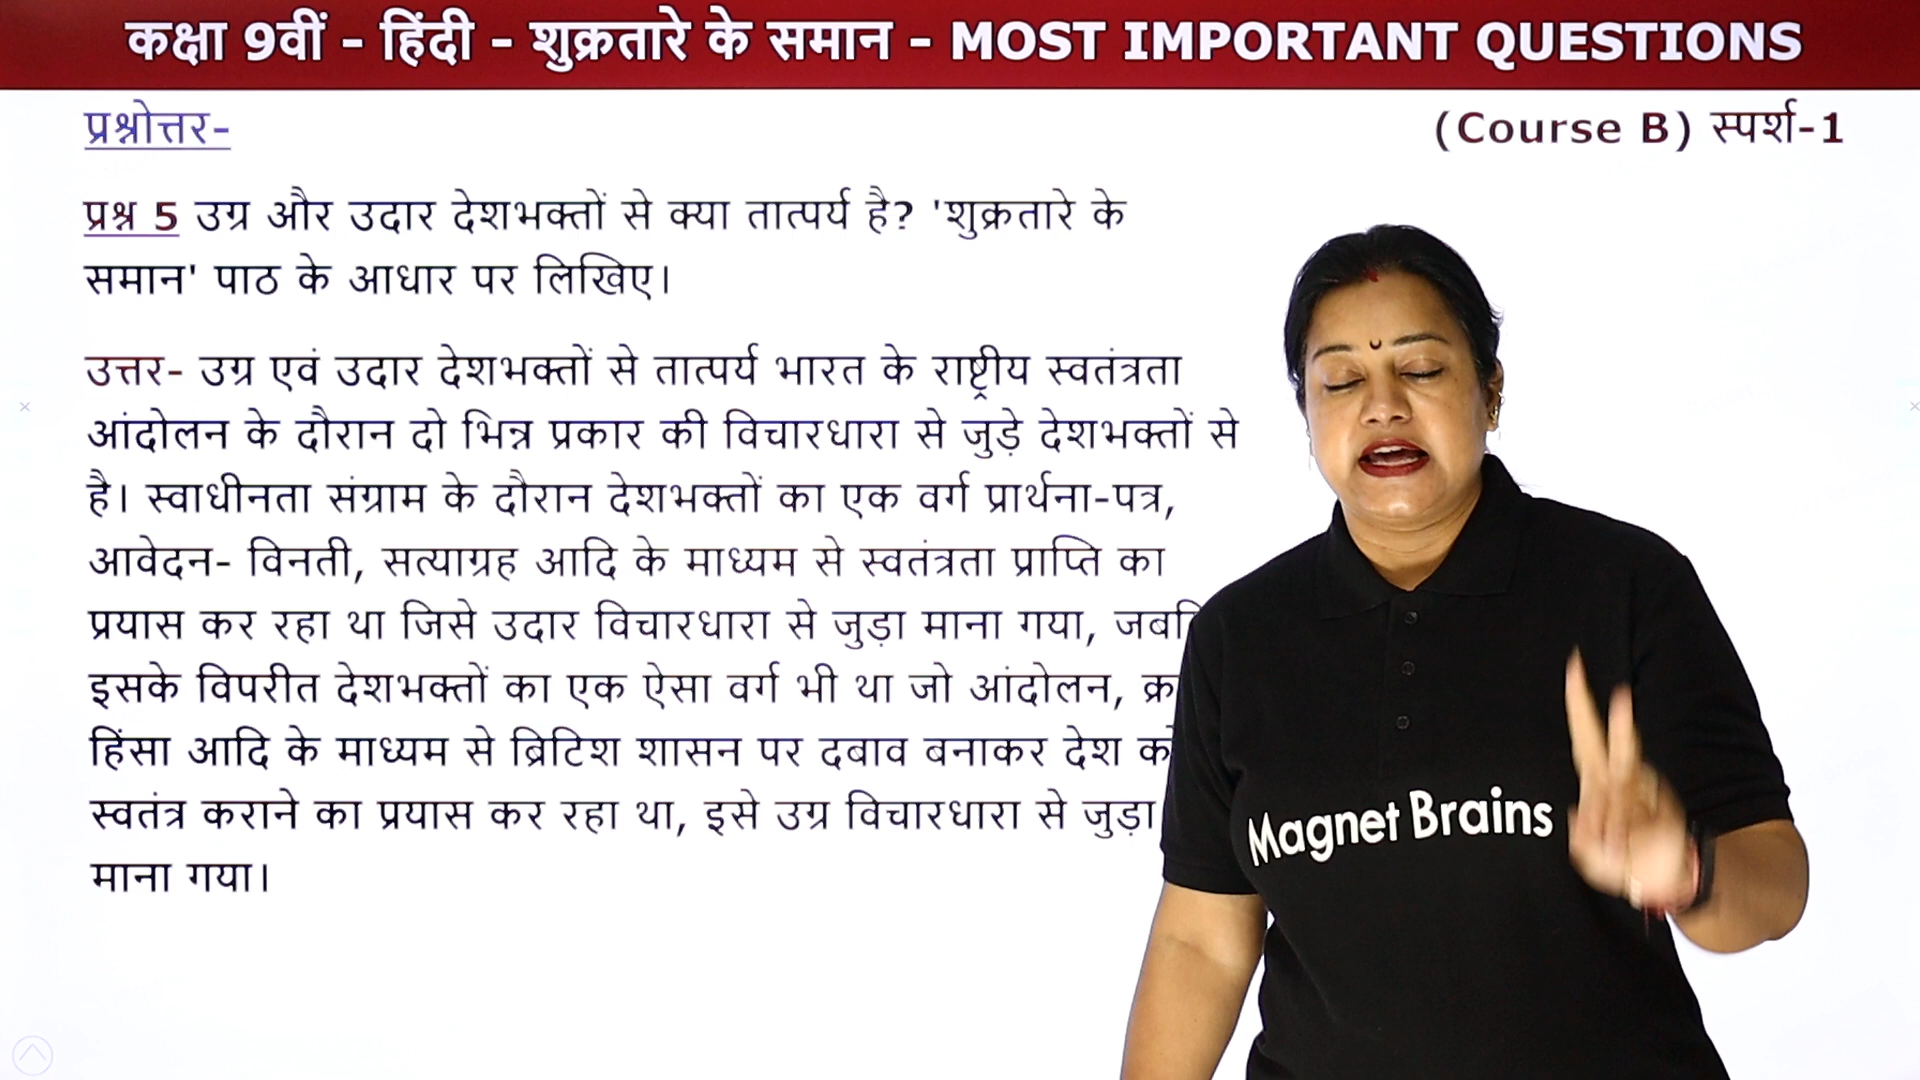 कक्षा 9वीं - हिंदी - शुक्रतारे के समान - MOST IMPORTANT QUESTIONS
प्रश्नोत्तर-
(Course B) स्पर्श-1
प्रश्न 5 उग्र और उदार देशभक्तों से क्या तात्पर्य है? 'शुक्रतारे के
समान' पाठ के आधार पर लिखिए।
उत्तर- उग्र एवं उदार देशभक्तों से तात्पर्य भारत के राष्ट्रीय स्वतंत्रता
आंदोलन के दौरान दो भिन्न प्रकार की विचारधारा से जुड़े देशभक्तों से
है। स्वाधीनता संग्राम के दौरान देशभक्तों का एक वर्ग प्रार्थना-पत्र,
आवेदन- विनती, सत्याग्रह आदि के माध्यम से स्वतंत्रता प्राप्ति का
प्रयास कर रहा था जिसे उदार विचारधारा से जुड़ा माना गया,
इसके विपरीत देशभक्तों का एक ऐसा वर्ग भी था जो आंदोलन,
हिंसा आदि के माध्यम से ब्रिटिश शासन पर दबाव बनाकर देश को
स्वतंत्र कराने का प्रयास कर रहा था, इसे उग्र विचारधारा से जुड़ा
माना गया।
Magnet Brains